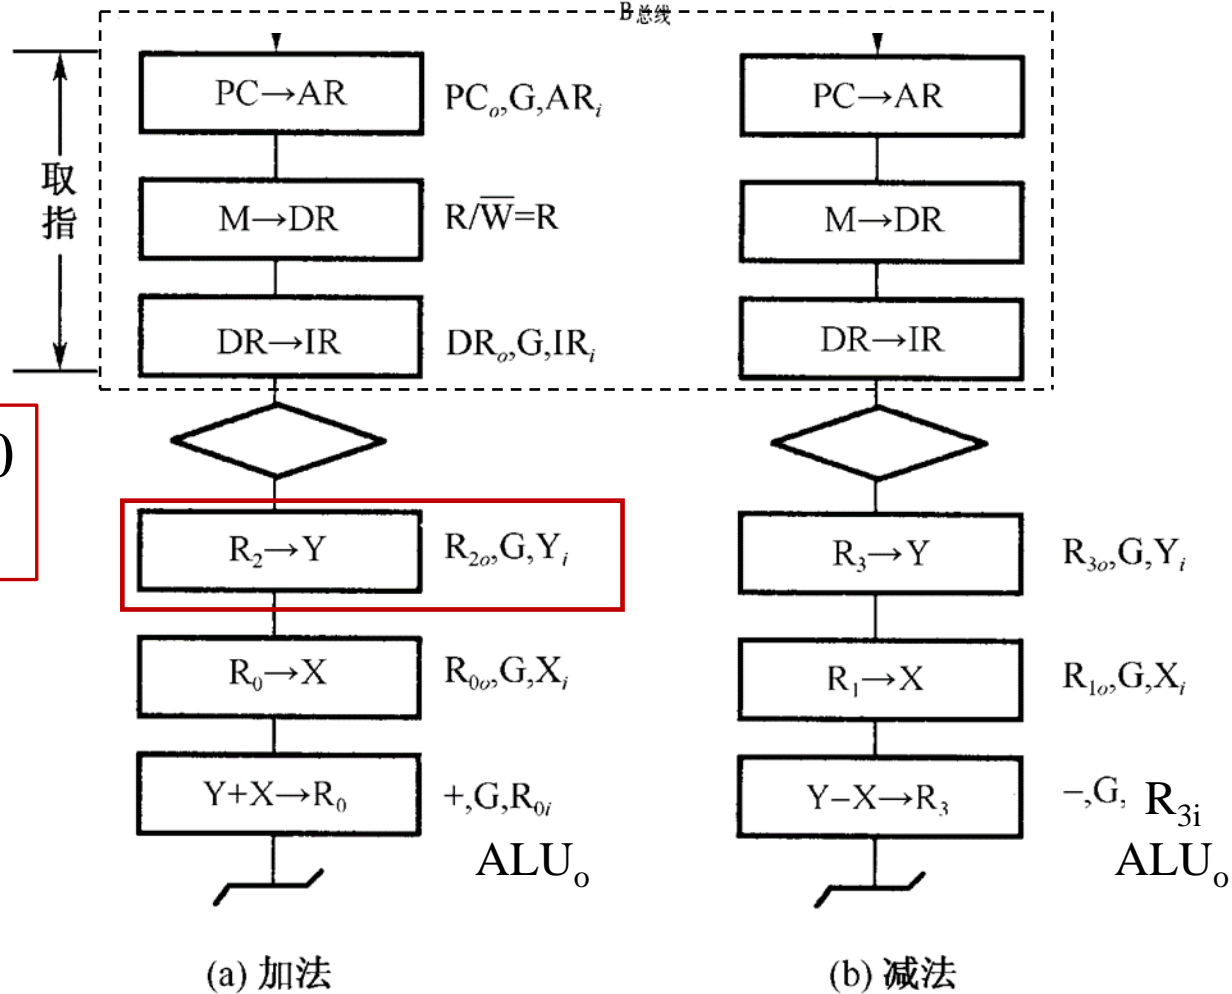 B总线
PC→AR PCₒ,G,ARᵢ PC→AR
取指
M→DR R/W̅=R M→DR
DR→IR DRₒ,G,IRᵢ DR→IR
0
R₂→Y R₂ₒ,G,Yᵢ R₃→Y R₃ₒ,G,Yᵢ
R₀→X R₀ₒ,G,Xᵢ R₁→X R₁ₒ,G,Xᵢ
Y+X→R₀ +,G,R₀ᵢ Y−X→R₃ −,G, R₃ᵢ
ALUₒ ALUₒ
(a) 加法 (b) 减法